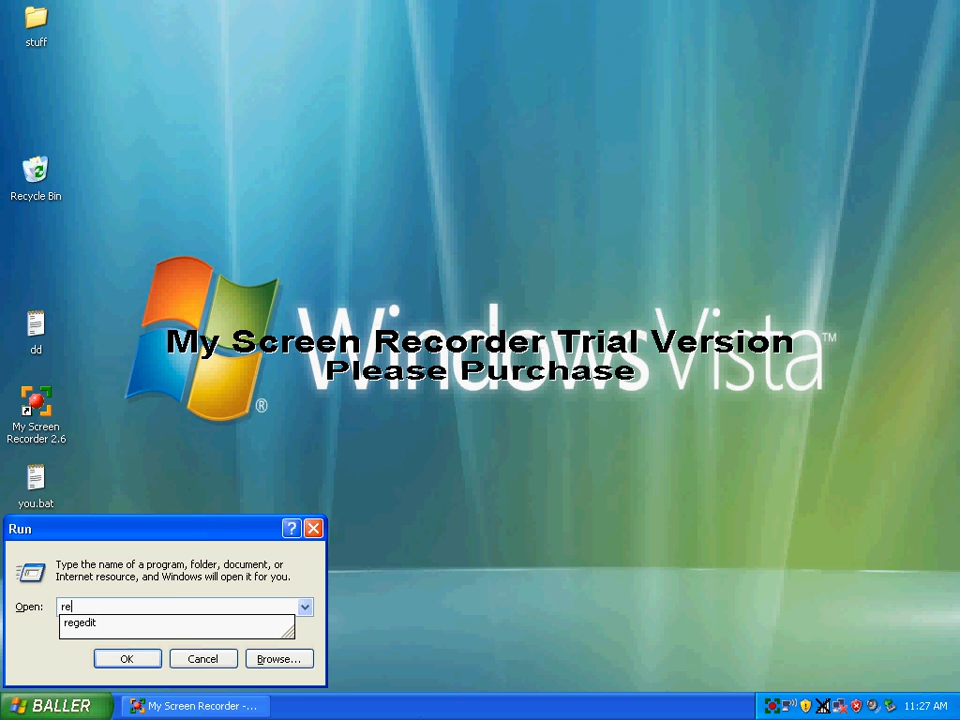 stuff
Recycle Bin
Windows Vista™
®
My Screen Recorder Trial Version
Please Purchase
dd
My Screen
Recorder 2.6
you.bat
Run
Type the name of a program, folder, document, or
Internet resource, and Windows will open it for you.
Open: re
regedit
OK Cancel Browse...
BALLER My Screen Recorder -... 11:27 AM